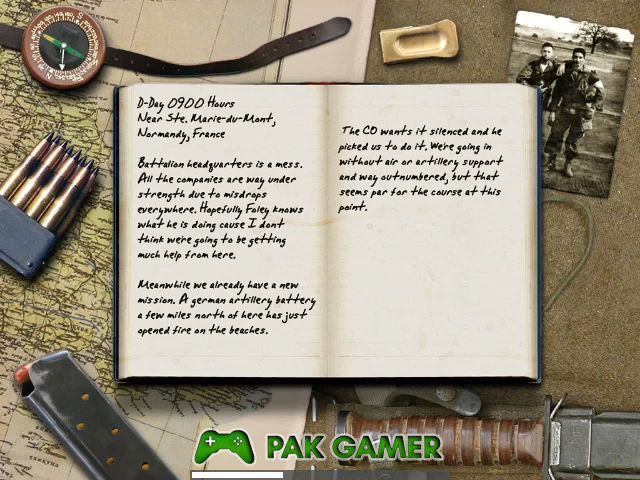 D-Day 0900 Hours
Near Ste. Marie-du-Mont,
Normandy, France
Battalion headquarters is a mess.
All the companies are way under
strength due to misdrops
everywhere. Hopefully Foley knows
what he is doing cause I dont
think we're going to be getting
much help from here.
Meanwhile we already have a new
mission. A german artillery battery
a few miles north of here has just
opened fire on the beaches.
The CO wants it silenced and he
picked us to do it. We're going in
without air or artillery support
and way outnumbered, but that
seems par for the course at this
point.
PAK GAMER